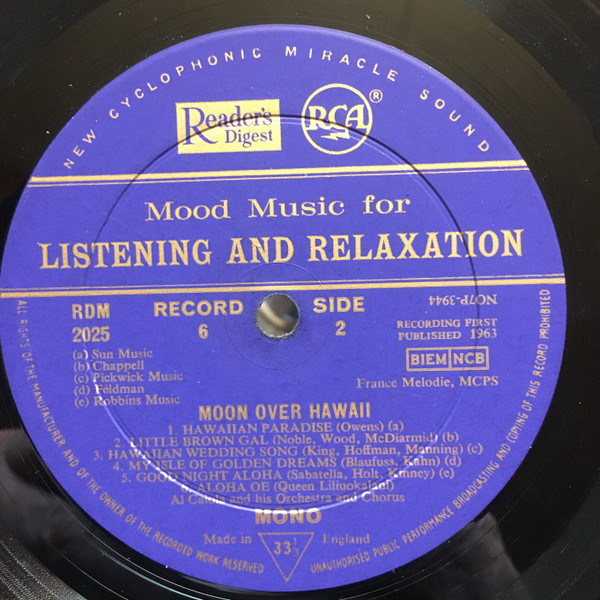 NEW CYCLOPHONIC MIRACLE SOUND
Reader's
Digest
RCA ®
Mood Music for
LISTENING AND RELAXATION
RDM
2025
RECORD
6
SIDE
2
NO7P-3944
RECORDING FIRST
PUBLISHED 1963
BIEM NCB
France Melodie, MCPS
(a) Sun Music
(b) Chappell
(c) Pickwick Music
(d) Feldman
(e) Robbins Music
MOON OVER HAWAII
1. HAWAIIAN PARADISE (Owens) (a)
2. LITTLE BROWN GAL (Noble, Wood, McDiarmid) (b)
3. HAWAIIAN WEDDING SONG (King, Hoffman, Manning) (c)
4. MY ISLE OF GOLDEN DREAMS (Blaufuss, Kahn) (d)
5. GOOD NIGHT ALOHA (Sabatella, Holt, Kinney) (e)
6. ALOHA OE (Queen Liliuokalani)
Al Caiola and his Orchestra and Chorus
MONO
Made in England
33⅓
ALL RIGHTS OF THE MANUFACTURER AND OF THE OWNER OF THE RECORDED WORK RESERVED
UNAUTHORISED PUBLIC PERFORMANCE BROADCASTING AND COPYING OF THIS RECORD PROHIBITED